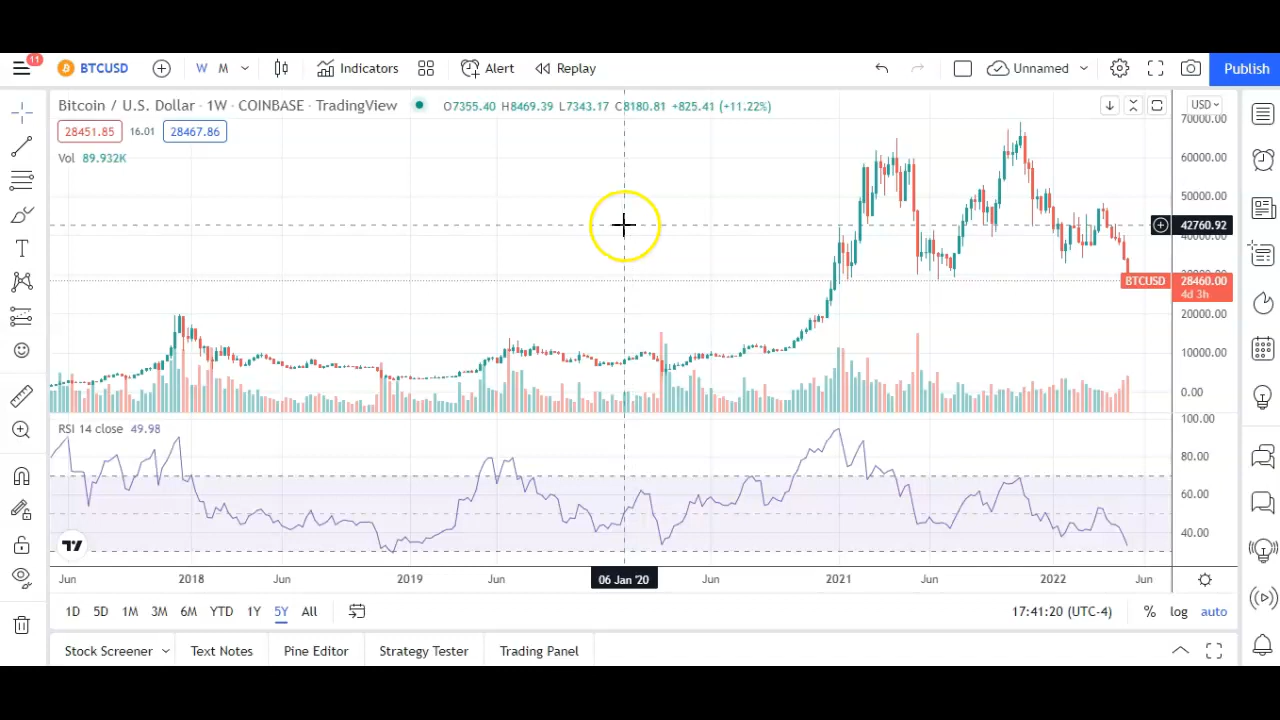 11
BTCUSD W M Indicators Alert Replay Unnamed Publish
Bitcoin / U.S. Dollar · 1W · COINBASE · TradingView O7355.40 H8469.39 L7343.17 C8180.81 +825.41 (+11.22%) USD
28451.85 16.01 28467.86
Vol 89.932K
70000.00
60000.00
50000.00
42760.92
40000.00
30000.00
BTCUSD 28460.00
4d 3h
20000.00
10000.00
0.00
RSI 14 close 49.98
100.00
80.00
60.00
40.00
Jun 2018 Jun 2019 Jun 06 Jan '20 Jun 2021 Jun 2022 Jun
1D 5D 1M 3M 6M YTD 1Y 5Y All 17:41:20 (UTC-4) % log auto
Stock Screener Text Notes Pine Editor Strategy Tester Trading Panel